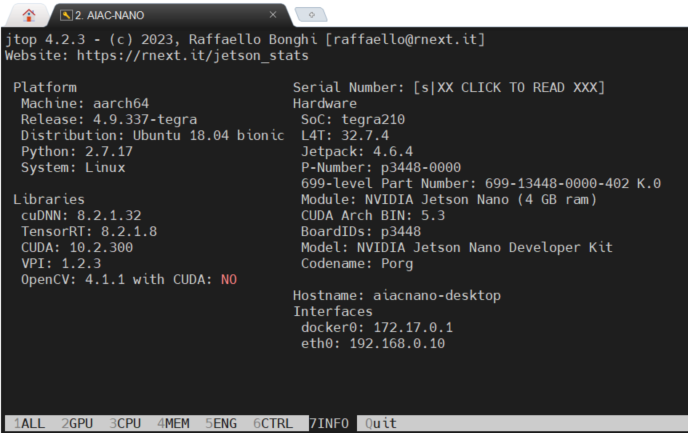 2. AIAC-NANO
jtop 4.2.3 - (c) 2023, Raffaello Bonghi [raffaello@rnext.it]
Website: https://rnext.it/jetson_stats
Platform
Machine: aarch64
Release: 4.9.337-tegra
Distribution: Ubuntu 18.04 bionic
Python: 2.7.17
System: Linux
Libraries
cuDNN: 8.2.1.32
TensorRT: 8.2.1.8
CUDA: 10.2.300
VPI: 1.2.3
OpenCV: 4.1.1 with CUDA: NO
Serial Number: [s|XX CLICK TO READ XXX]
Hardware
SoC: tegra210
L4T: 32.7.4
Jetpack: 4.6.4
P-Number: p3448-0000
699-level Part Number: 699-13448-0000-402 K.0
Module: NVIDIA Jetson Nano (4 GB ram)
CUDA Arch BIN: 5.3
BoardIDs: p3448
Model: NVIDIA Jetson Nano Developer Kit
Codename: Porg
Hostname: aiacnano-desktop
Interfaces
docker0: 172.17.0.1
eth0: 192.168.0.10
1ALL 2GPU 3CPU 4MEM 5ENG 6CTRL 7INFO Quit